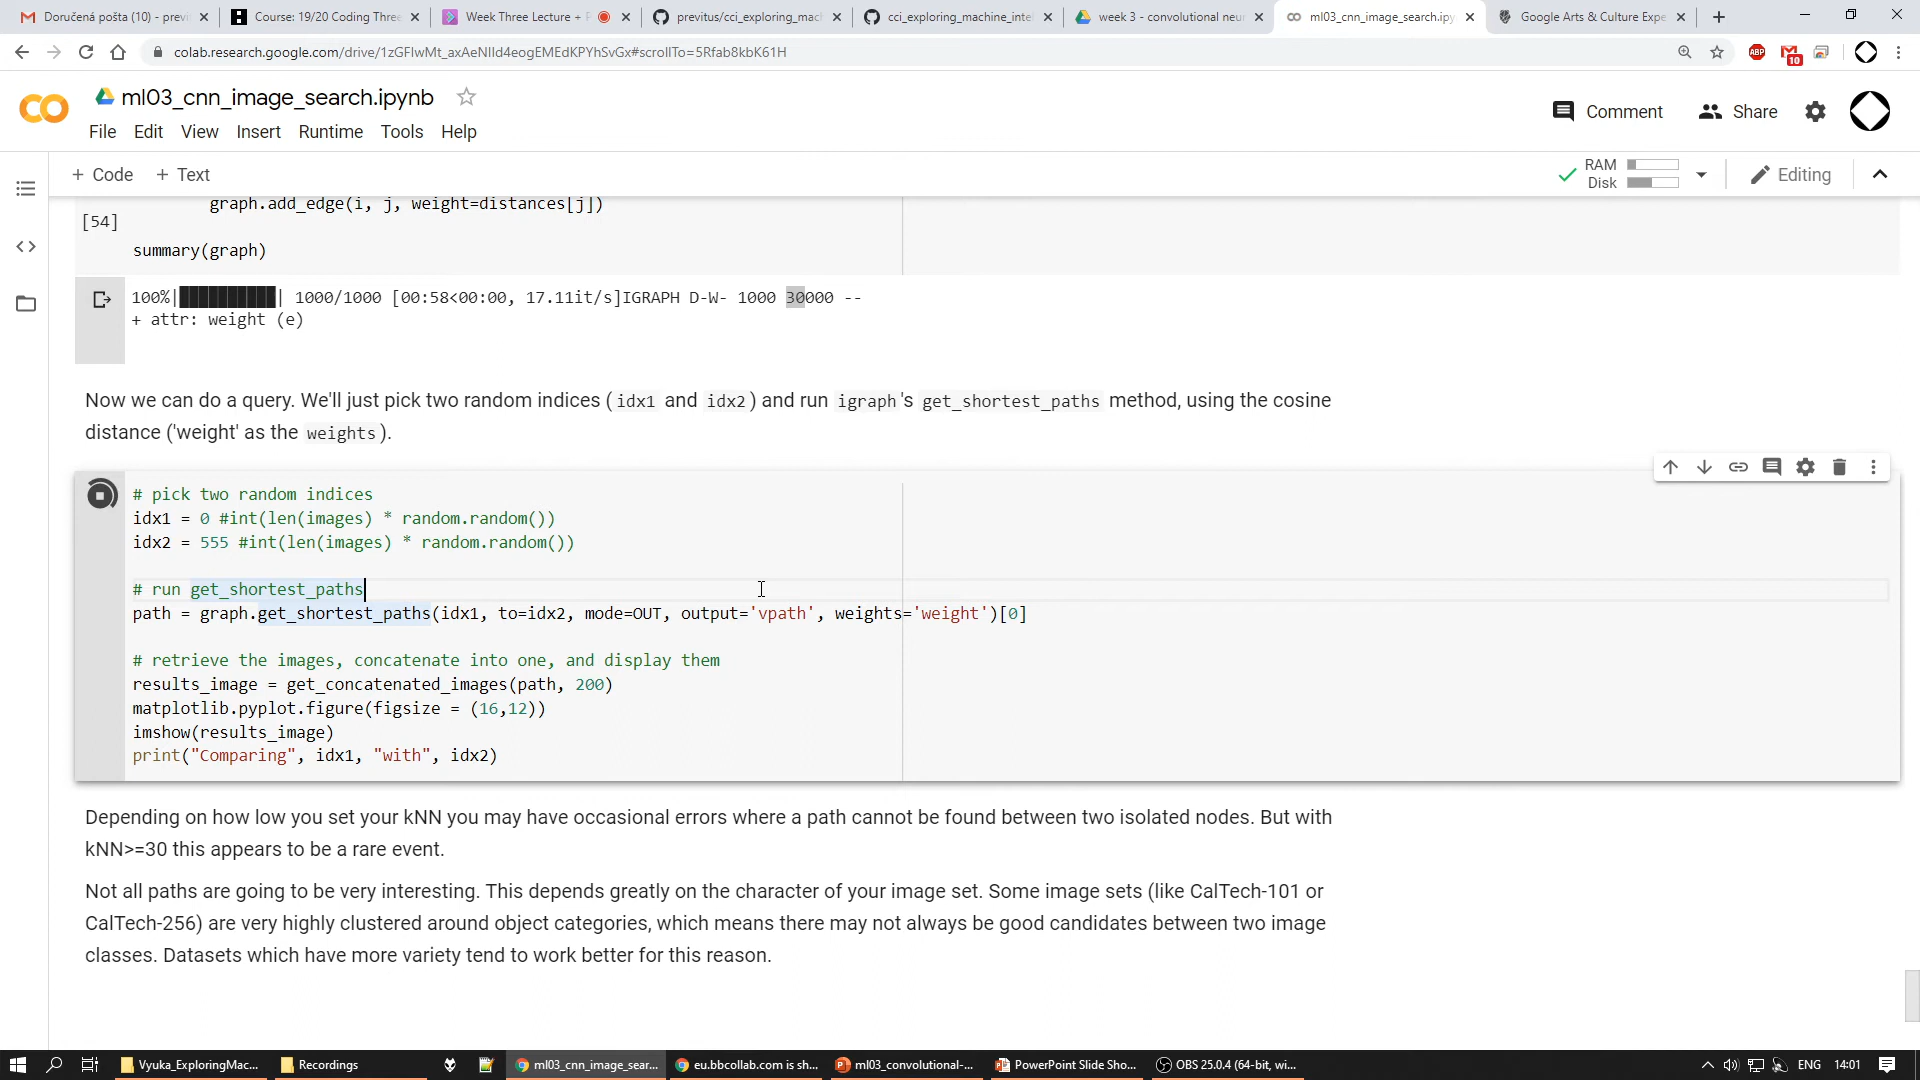 Doručená pošta (10) - previ
Course: 19/20 Coding Three:
Week Three Lecture + P
previtus/cci_exploring_mach
cci_exploring_machine_intel
week 3 - convolutional neur
ml03_cnn_image_search.ipy
Google Arts & Culture Expe
colab.research.google.com/drive/1zGFIwMt_axAeNIld4eogEMEdKPYhSvGx#scrollTo=5Rfab8kbK61H
ABP
10
ml03_cnn_image_search.ipynb
File Edit View Insert Runtime Tools Help
Comment
Share
+ Code + Text
RAM
Disk
Editing
graph.add_edge(i, j, weight=distances[j])
[54]
summary(graph)
100%|██████████| 1000/1000 [00:58<00:00, 17.11it/s]IGRAPH D-W- 1000 30000 --
+ attr: weight (e)
Now we can do a query. We'll just pick two random indices ( idx1 and idx2 ) and run igraph 's get_shortest_paths method, using the cosine
distance ('weight' as the weights ).
# pick two random indices
idx1 = 0 #int(len(images) * random.random())
idx2 = 555 #int(len(images) * random.random())
# run get_shortest_paths
path = graph.get_shortest_paths(idx1, to=idx2, mode=OUT, output='vpath', weights='weight')[0]
# retrieve the images, concatenate into one, and display them
results_image = get_concatenated_images(path, 200)
matplotlib.pyplot.figure(figsize = (16,12))
imshow(results_image)
print("Comparing", idx1, "with", idx2)
Depending on how low you set your kNN you may have occasional errors where a path cannot be found between two isolated nodes. But with
kNN>=30 this appears to be a rare event.
Not all paths are going to be very interesting. This depends greatly on the character of your image set. Some image sets (like CalTech-101 or
CalTech-256) are very highly clustered around object categories, which means there may not always be good candidates between two image
classes. Datasets which have more variety tend to work better for this reason.
Vyuka_ExploringMac...
Recordings
ml03_cnn_image_sear...
eu.bbcollab.com is sh...
ml03_convolutional-...
PowerPoint Slide Sho...
OBS 25.0.4 (64-bit, wi...
ENG
14:01